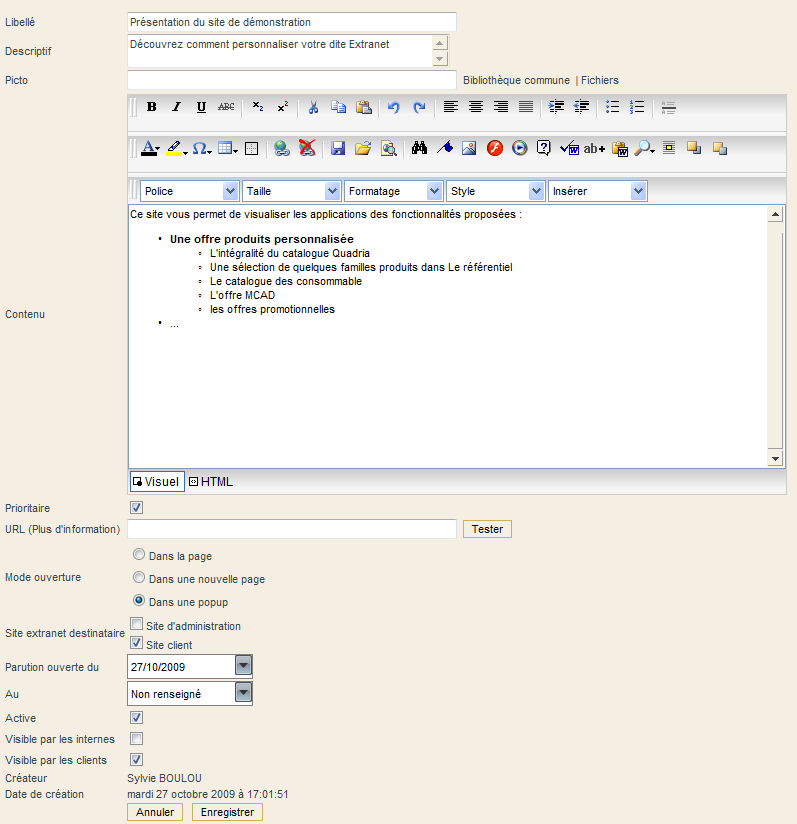 Libellé Présentation du site de démonstration
Descriptif Découvrez comment personnaliser votre dite Extranet
Picto Bibliothèque commune | Fichiers
B I U ABC x₂ x²
A Ω ? W ab+ W
Police Taille Formatage Style Insérer
Contenu
Ce site vous permet de visualiser les applications des fonctionnalités proposées :
• Une offre produits personnalisée
◦ L'intégralité du catalogue Quadria
◦ Une sélection de quelques familles produits dans Le référentiel
◦ Le catalogue des consommable
◦ L'offre MCAD
◦ les offres promotionnelles
• ...
Visuel HTML
Prioritaire
URL (Plus d'information) Tester
Mode ouverture
Dans la page
Dans une nouvelle page
Dans une popup
Site extranet destinataire
Site d'administration
Site client
Parution ouverte du 27/10/2009
Au Non renseigné
Active
Visible par les internes
Visible par les clients
Créateur Sylvie BOULOU
Date de création mardi 27 octobre 2009 à 17:01:51
Annuler Enregistrer